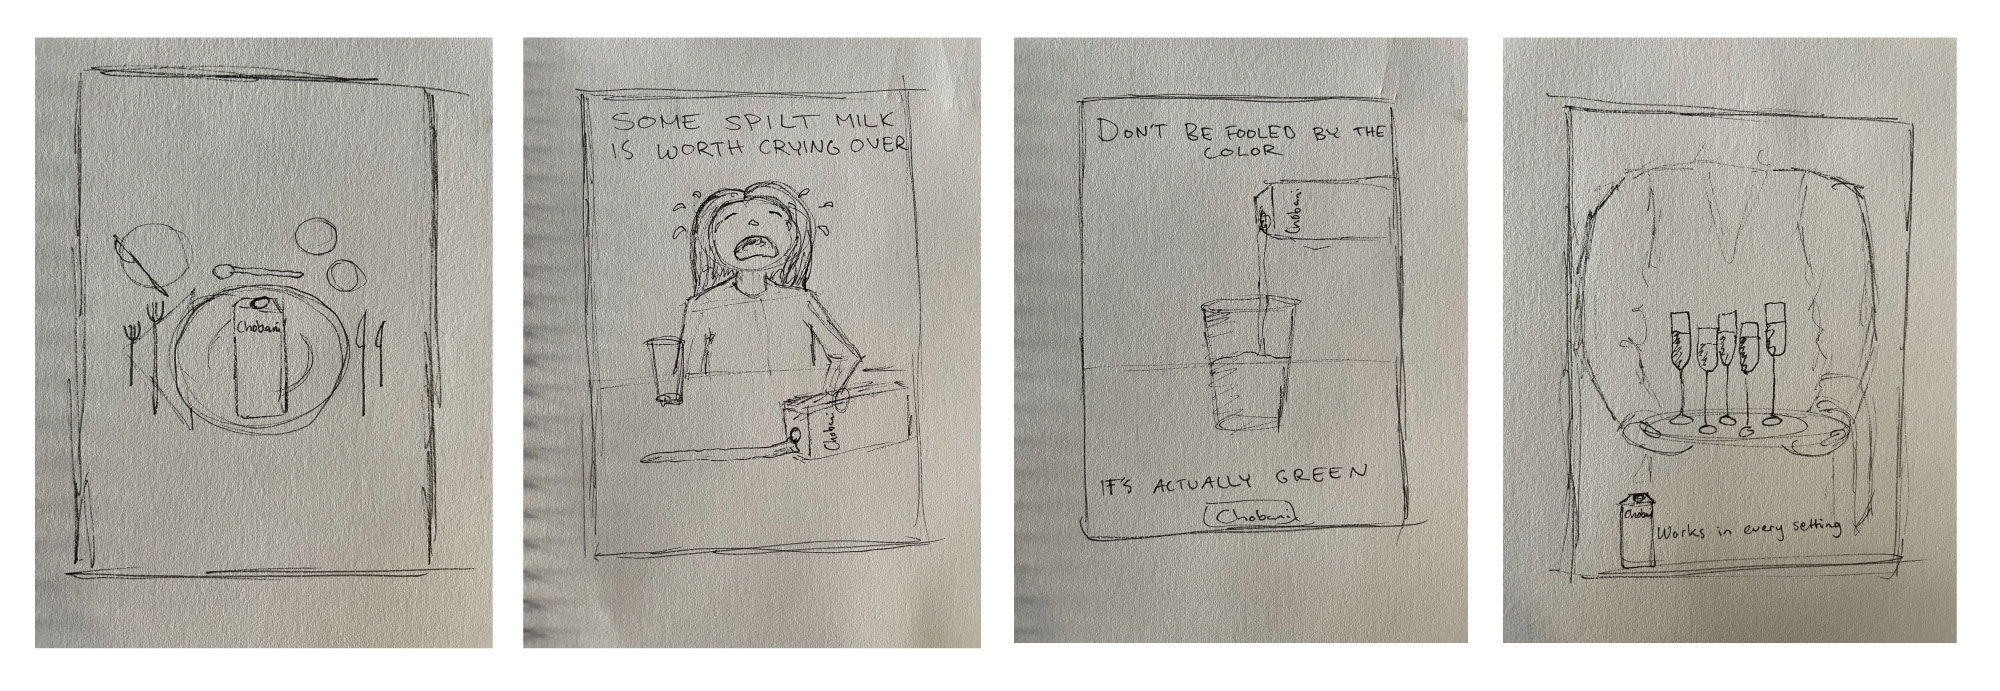 Chobani
SOME SPILT MILK
IS WORTH CRYING OVER
Chobani
DON'T BE FOOLED BY THE
COLOR
Chobani
IT'S ACTUALLY GREEN
Chobani
Choba
Works in every setting